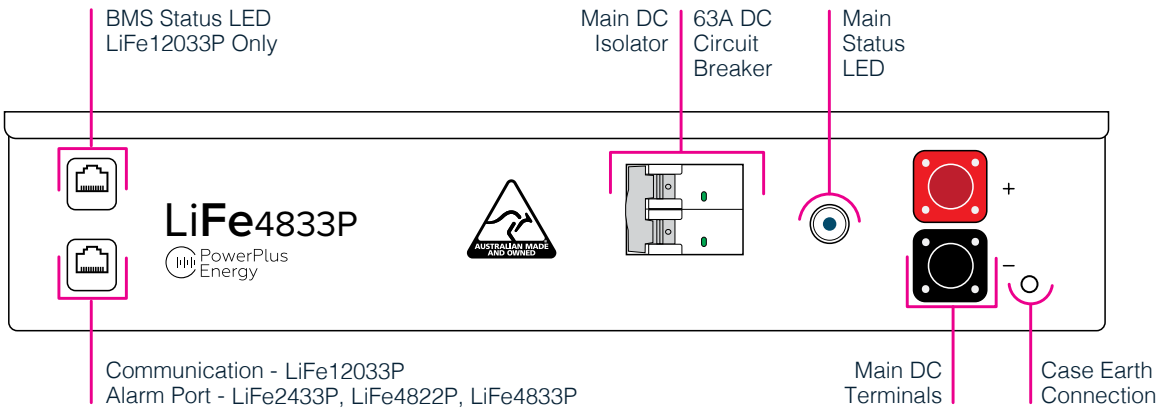 BMS Status LED
LiFe12033P Only
Main DC
Isolator
63A DC
Circuit
Breaker
Main
Status
LED
LiFe4833P
PowerPlus
Energy
AUSTRALIAN MADE
AND OWNED
+
−
Communication - LiFe12033P
Alarm Port - LiFe2433P, LiFe4822P, LiFe4833P
Main DC
Terminals
Case Earth
Connection